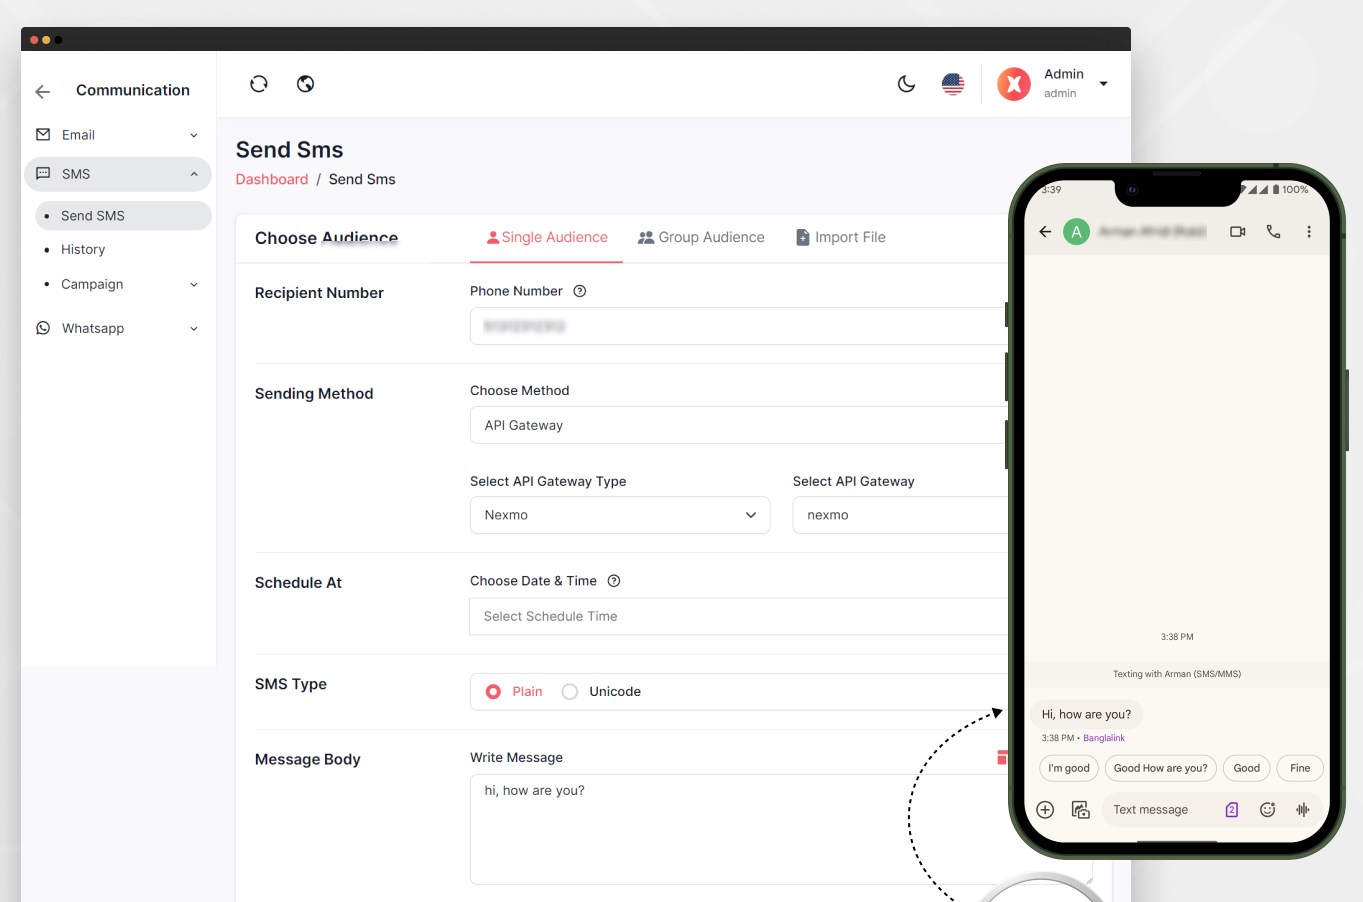 Communication
Admin
admin
Email
SMS
Send SMS
History
Campaign
Whatsapp
Send Sms
Dashboard / Send Sms
Choose Audience
Single Audience
Group Audience
Import File
Recipient Number
Phone Number
Sending Method
Choose Method
API Gateway
Select API Gateway Type
Select API Gateway
Nexmo
nexmo
Schedule At
Choose Date & Time
Select Schedule Time
SMS Type
Plain
Unicode
Message Body
Write Message
hi, how are you?
3:39
100%
A
3:38 PM
Texting with Arman (SMS/MMS)
Hi, how are you?
3:38 PM • Banglalink
I'm good
Good How are you?
Good
Fine
Text message
2